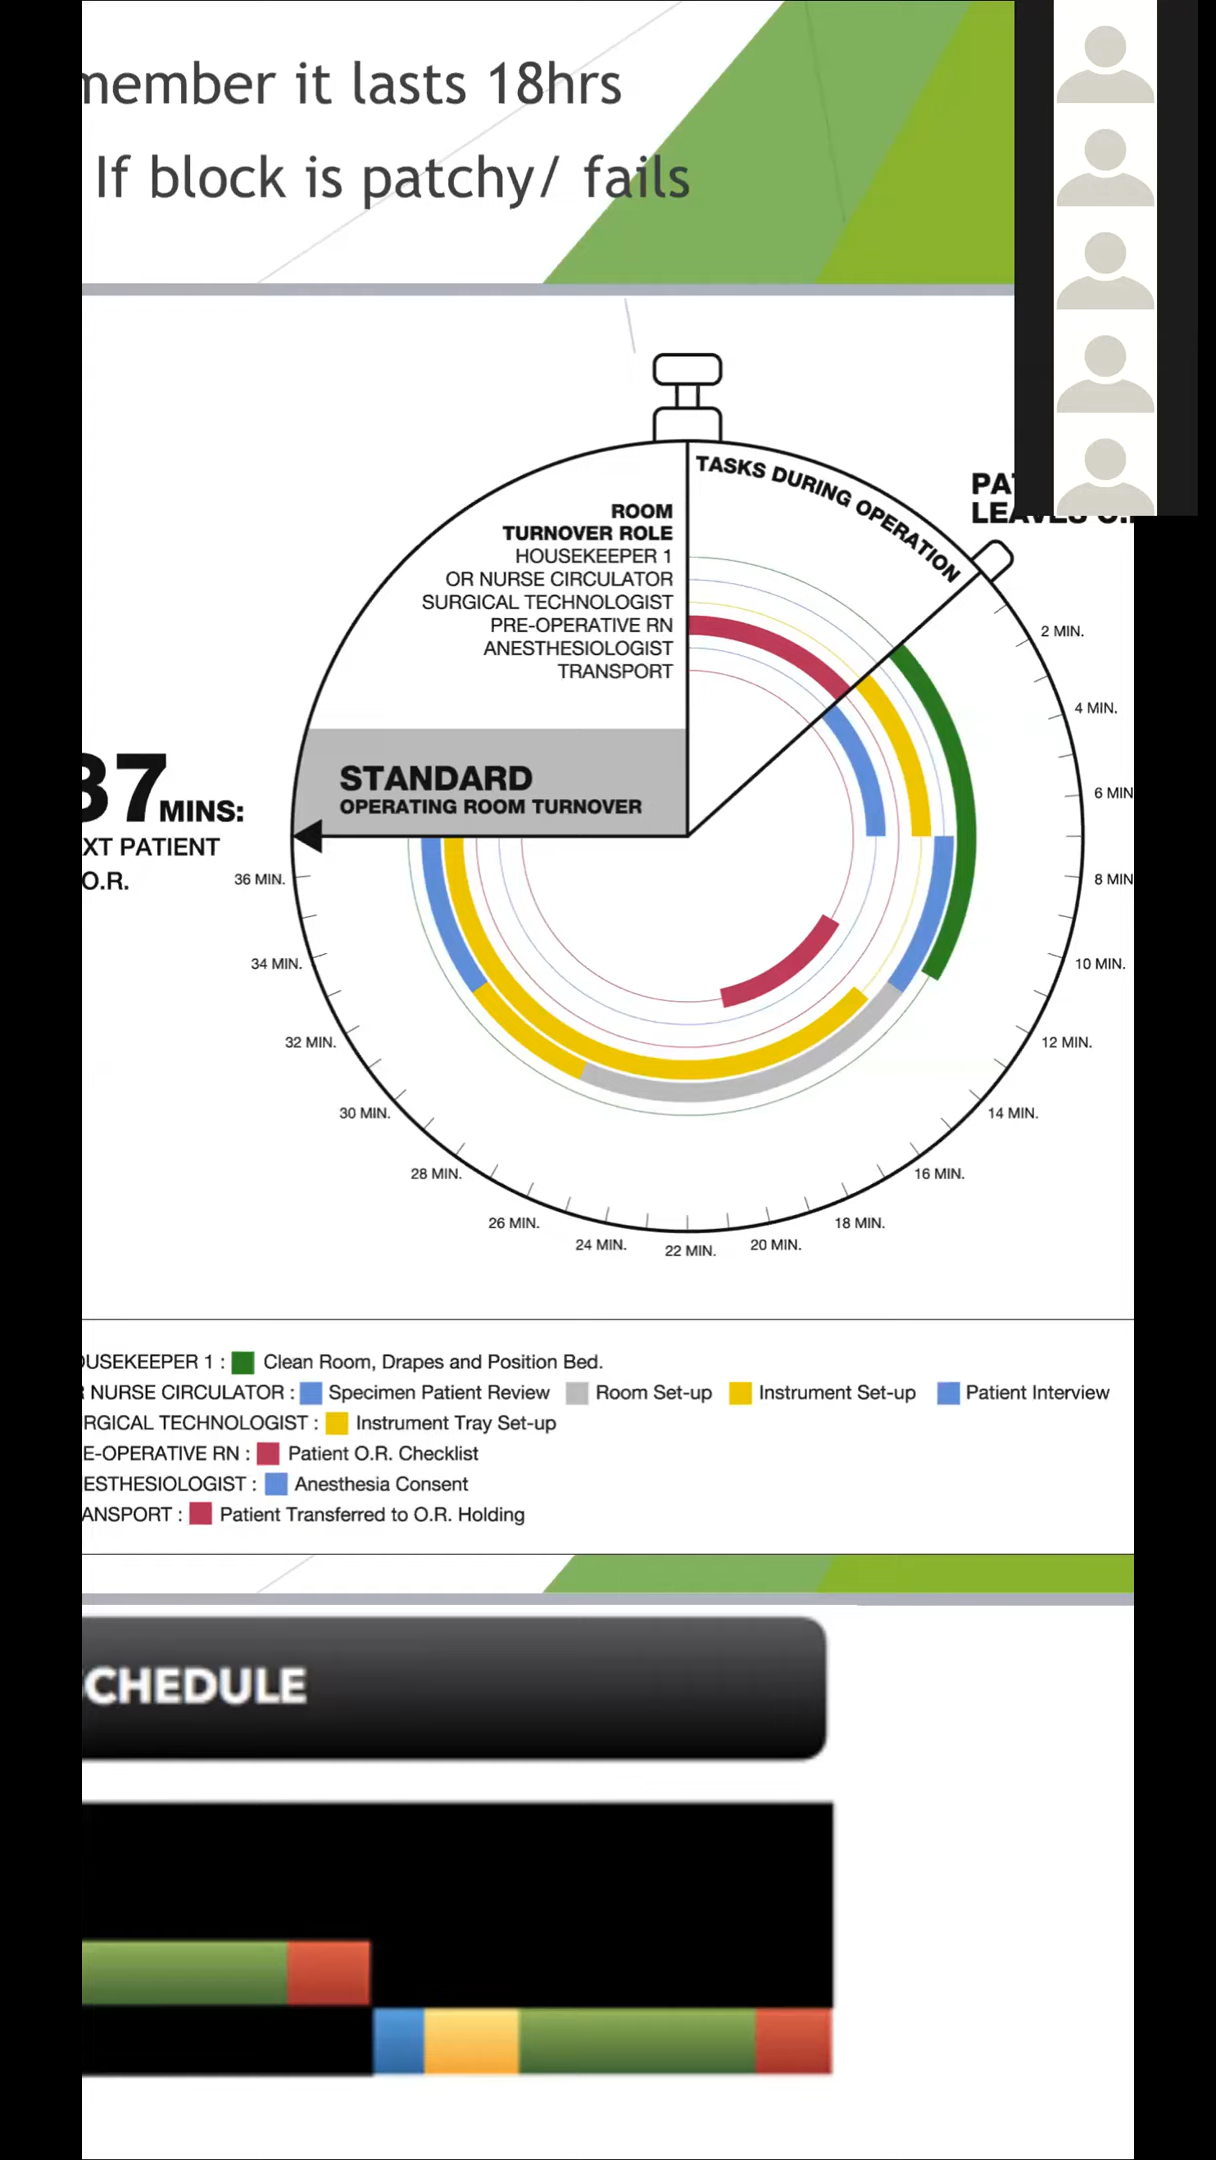 member it lasts 18hrs
If block is patchy/ fails
TASKS DURING OPERATION
ROOM
TURNOVER ROLE
HOUSEKEEPER 1
OR NURSE CIRCULATOR
SURGICAL TECHNOLOGIST
PRE-OPERATIVE RN
ANESTHESIOLOGIST
TRANSPORT
STANDARD
OPERATING ROOM TURNOVER
PA
LEAVES O.
2 MIN.
4 MIN.
6 MIN
8 MIN
10 MIN.
12 MIN.
14 MIN.
16 MIN.
18 MIN.
20 MIN.
22 MIN.
24 MIN.
26 MIN.
28 MIN.
30 MIN.
32 MIN.
34 MIN.
36 MIN.
37 MINS:
XT PATIENT
O.R.
OUSEKEEPER 1 : Clean Room, Drapes and Position Bed.
R NURSE CIRCULATOR : Specimen Patient Review Room Set-up Instrument Set-up Patient Interview
RGICAL TECHNOLOGIST : Instrument Tray Set-up
E-OPERATIVE RN : Patient O.R. Checklist
ESTHESIOLOGIST : Anesthesia Consent
ANSPORT : Patient Transferred to O.R. Holding
SCHEDULE